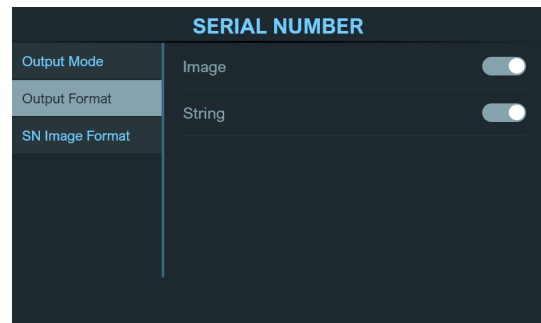 SERIAL NUMBER
Output Mode
Image
Output Format
String
SN Image Format